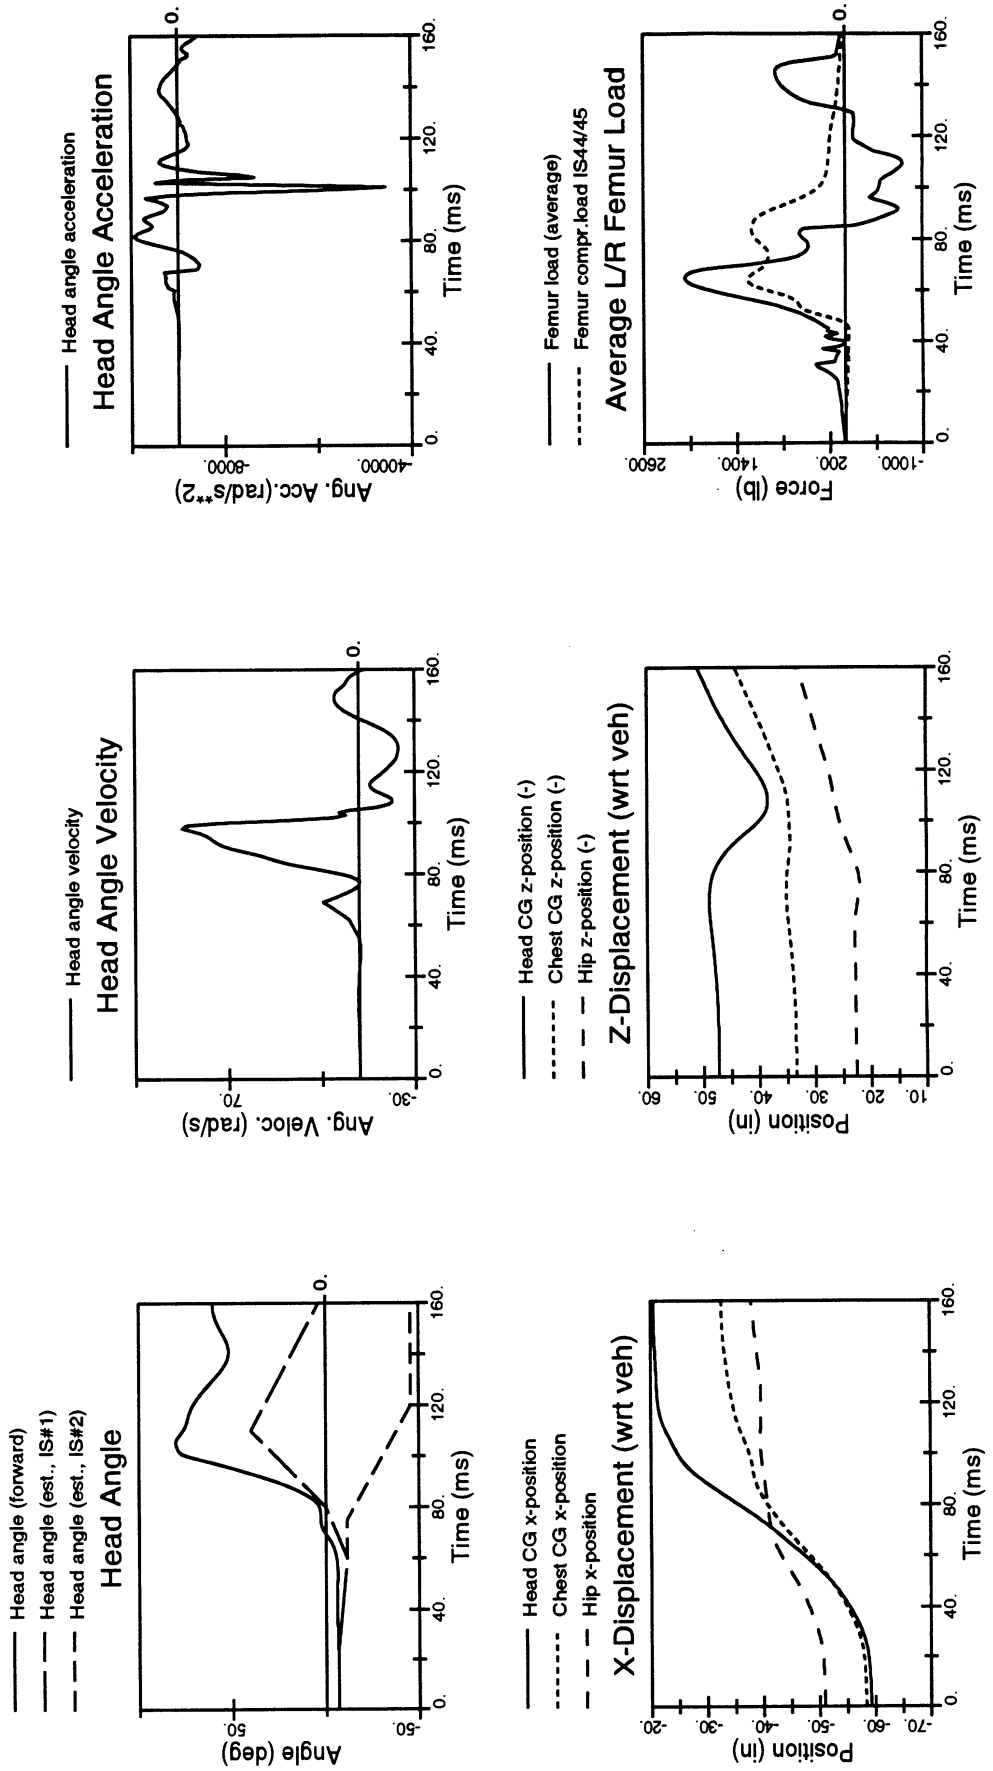 Head angle (forward)
Head angle (est., IS#1)
Head angle (est., IS#2)
Head Angle
Angle (deg)
50.
-50.
0.
0.
40.
80.
120.
160.
Time (ms)
Head angle velocity
Head Angle Velocity
Ang. Veloc. (rad/s)
70.
-30.
0.
0.
40.
80.
120.
160.
Time (ms)
Head angle acceleration
Head Angle Acceleration
Ang. Acc.(rad/s**2)
-8000.
-40000.
0.
0.
40.
80.
120.
160.
Time (ms)
Head CG x-position
Chest CG x-position
Hip x-position
X-Displacement (wrt veh)
Position (in)
-20.
-30.
-40.
-50.
-60.
-70.
0.
40.
80.
120.
160.
Time (ms)
Head CG z-position (-)
Chest CG z-position (-)
Hip z-position (-)
Z-Displacement (wrt veh)
Position (in)
60.
50.
40.
30.
20.
10.
0.
40.
80.
120.
160.
Time (ms)
Femur load (average)
Femur compr.load IS44/45
Average L/R Femur Load
Force (lb)
2600.
1400.
200.
-1000.
0.
0.
40.
80.
120.
160.
Time (ms)